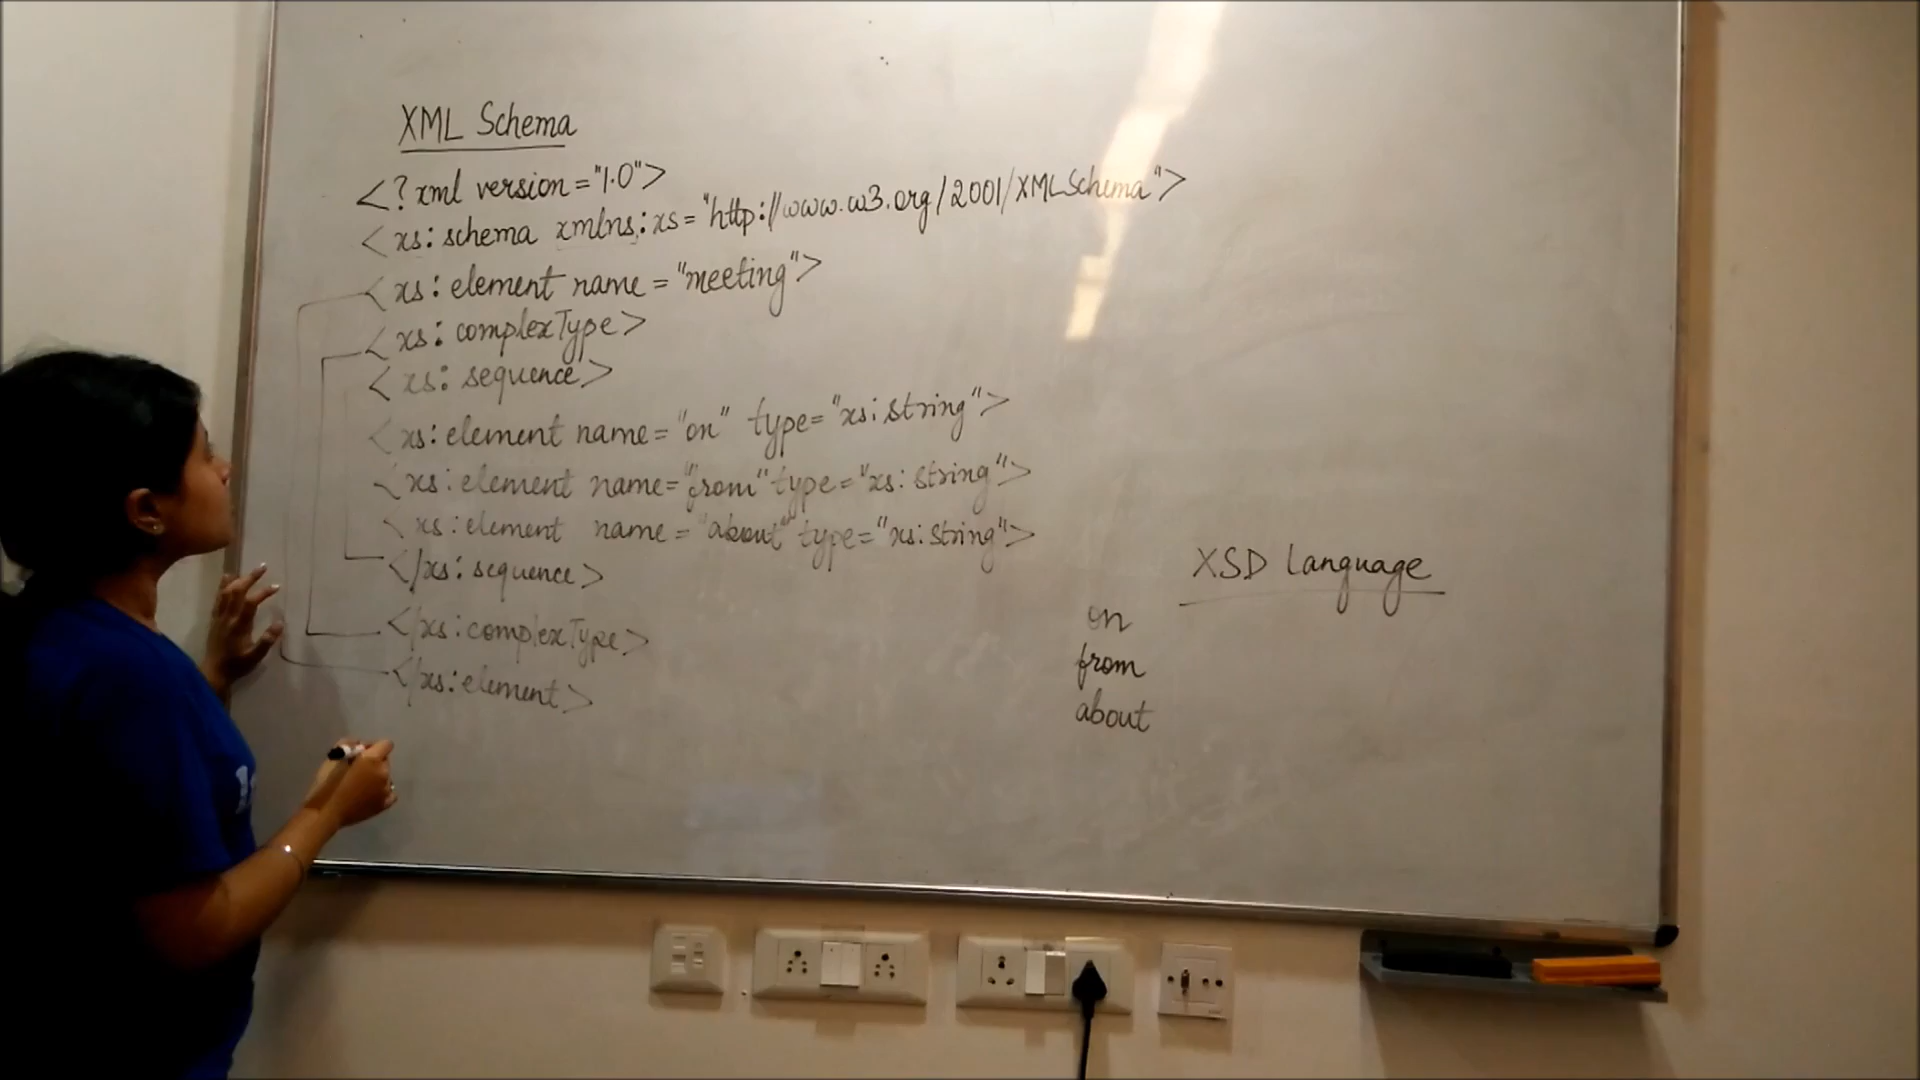 XML Schema
<?xml version="1.0">
<xs:schema xmlns:xs="http://www.w3.org/2001/XMLSchema">
<xs:element name="meeting">
<xs:complexType>
<xs:sequence>
<xs:element name="on" type="xs:string">
<xs:element name="from" type="xs:string">
<xs:element name="about" type="xs:string">
</xs:sequence>
</xs:complexType>
</xs:element>
XSD Language
on
from
about